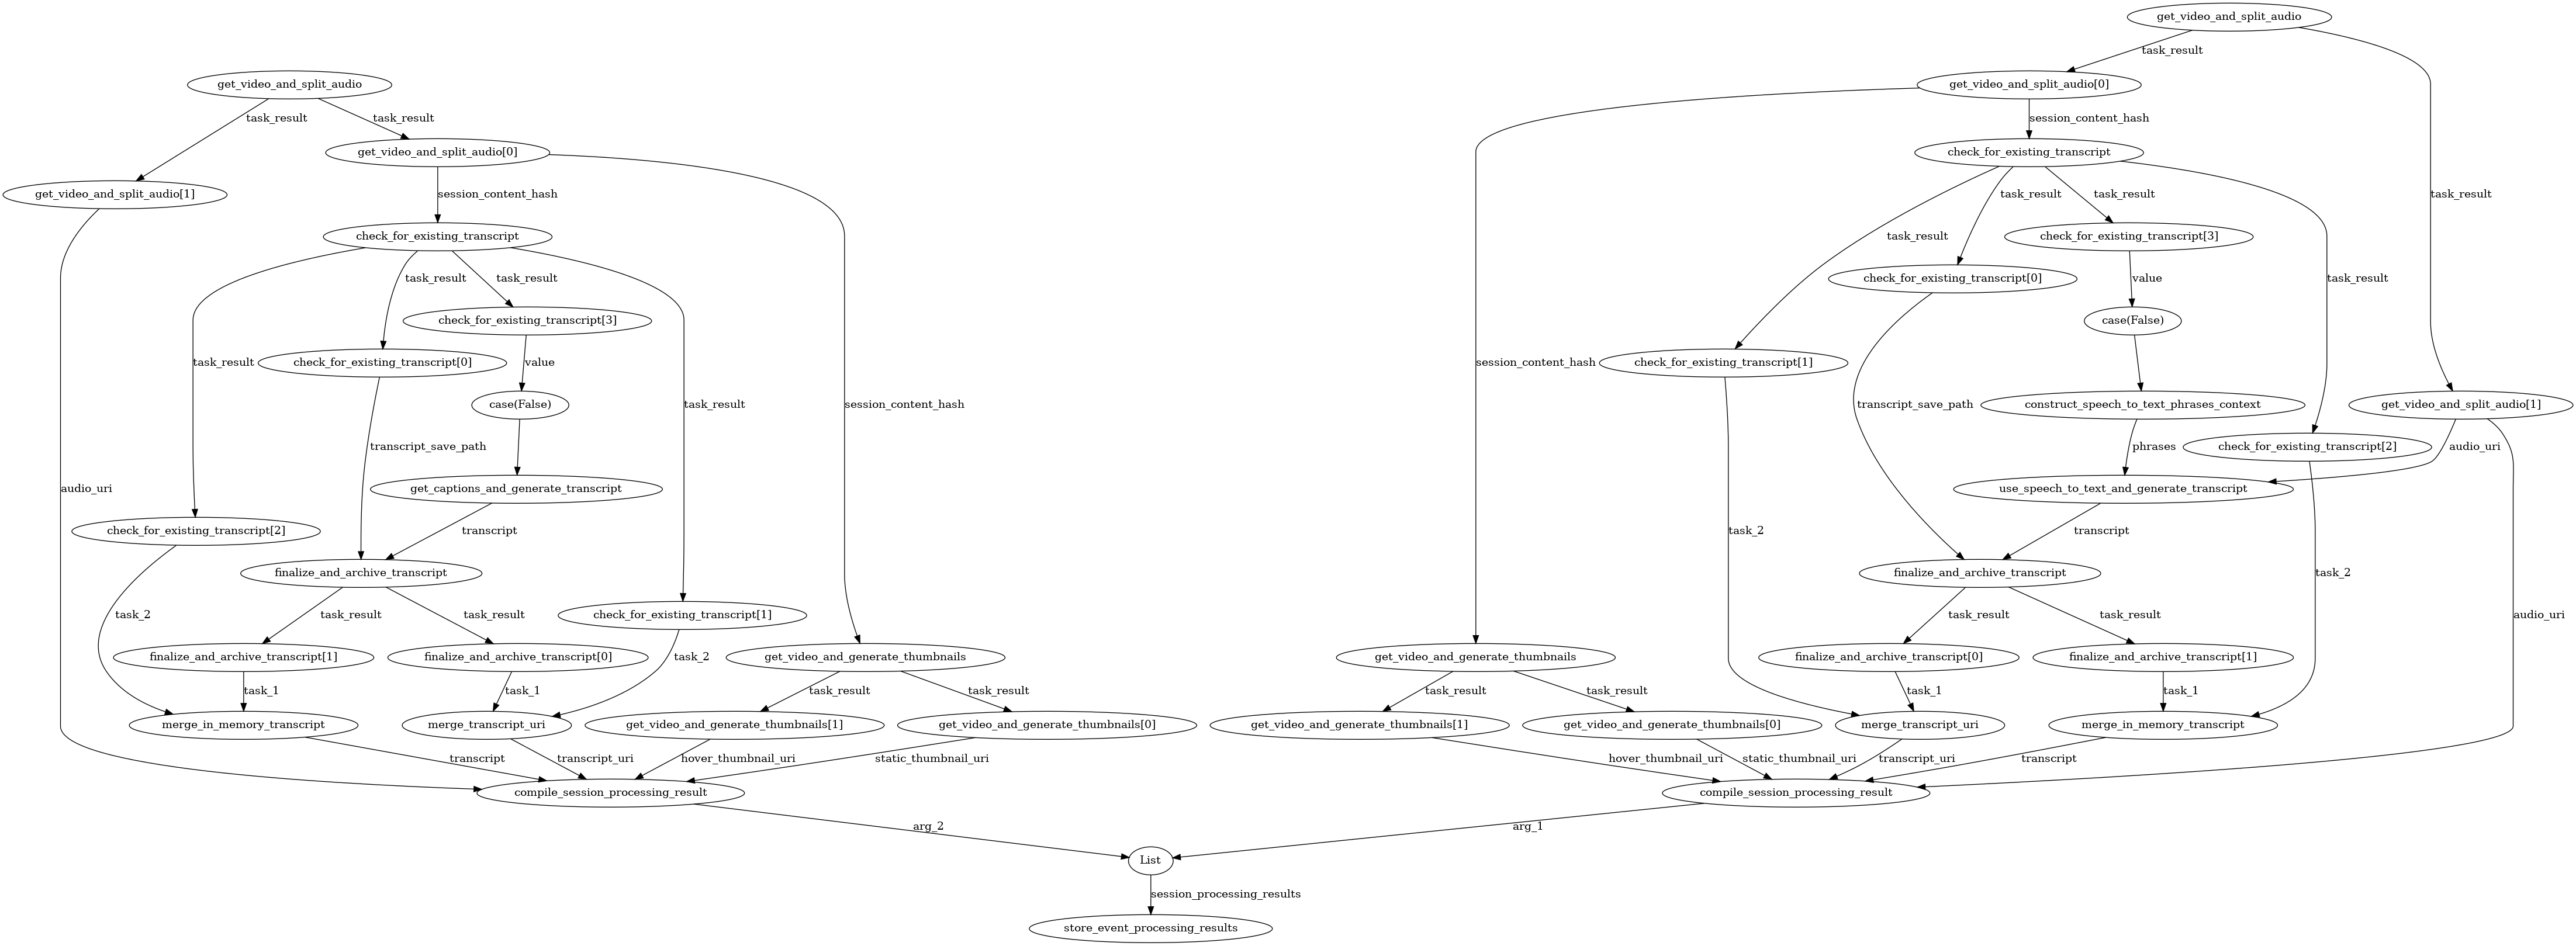 get_video_and_split_audio
task_result
get_video_and_split_audio get_video_and_split_audio[0]
task_result task_result session_content_hash
get_video_and_split_audio[0] check_for_existing_transcript
get_video_and_split_audio[1] session_content_hash task_result task_result task_result
check_for_existing_transcript task_result check_for_existing_transcript[3]
task_result task_result check_for_existing_transcript[0] value task_result
check_for_existing_transcript[3] case(False)
task_result check_for_existing_transcript[0] value session_content_hash check_for_existing_transcript[1]
case(False) task_result session_content_hash transcript_save_path construct_speech_to_text_phrases_context get_video_and_split_audio[1]
transcript_save_path phrases check_for_existing_transcript[2] audio_uri
audio_uri get_captions_and_generate_transcript use_speech_to_text_and_generate_transcript
check_for_existing_transcript[2] transcript task_2 transcript
finalize_and_archive_transcript finalize_and_archive_transcript task_2
task_2 task_result task_result check_for_existing_transcript[1] task_result task_result audio_uri
finalize_and_archive_transcript[1] finalize_and_archive_transcript[0] task_2 get_video_and_generate_thumbnails get_video_and_generate_thumbnails finalize_and_archive_transcript[0] finalize_and_archive_transcript[1]
task_1 task_1 task_result task_result task_result task_result task_1 task_1
merge_in_memory_transcript merge_transcript_uri get_video_and_generate_thumbnails[1] get_video_and_generate_thumbnails[0] get_video_and_generate_thumbnails[1] get_video_and_generate_thumbnails[0] merge_transcript_uri merge_in_memory_transcript
transcript transcript_uri hover_thumbnail_uri static_thumbnail_uri hover_thumbnail_uri static_thumbnail_uri transcript_uri transcript
compile_session_processing_result compile_session_processing_result
arg_2 arg_1
List
session_processing_results
store_event_processing_results